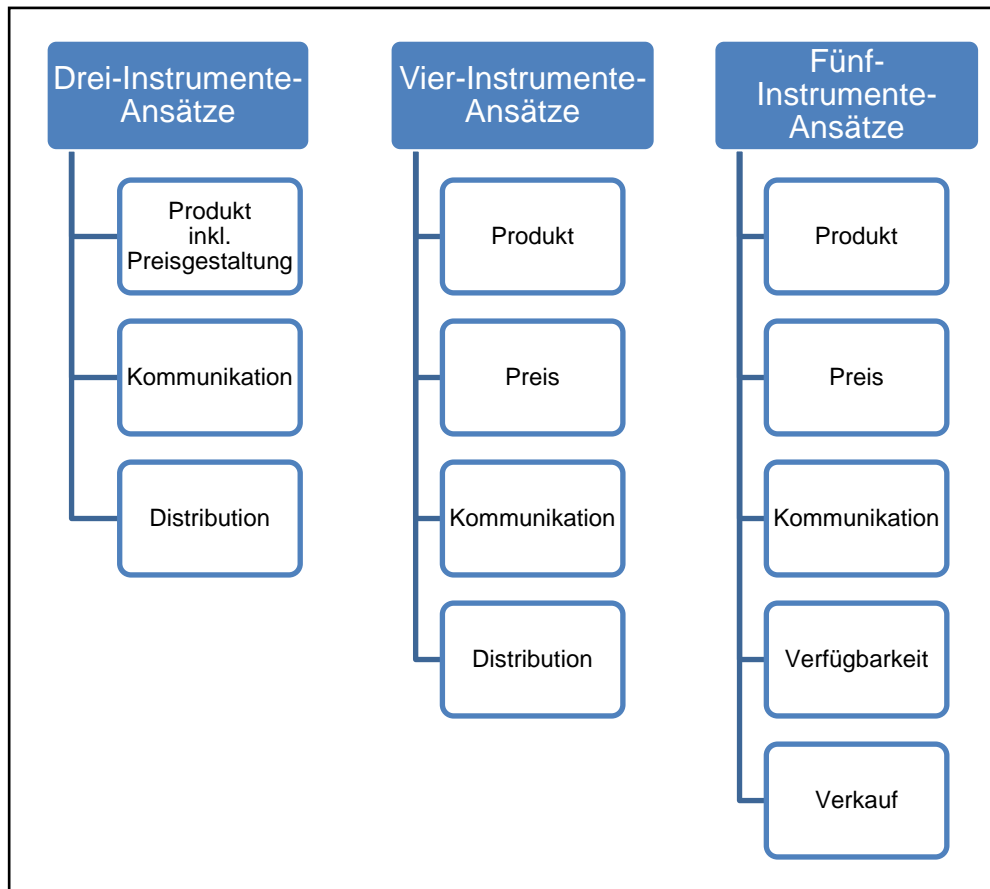 Drei-Instrumente-
Ansätze
Produkt
inkl.
Preisgestaltung
Kommunikation
Distribution
Vier-Instrumente-
Ansätze
Produkt
Preis
Kommunikation
Distribution
Fünf-
Instrumente-
Ansätze
Produkt
Preis
Kommunikation
Verfügbarkeit
Verkauf